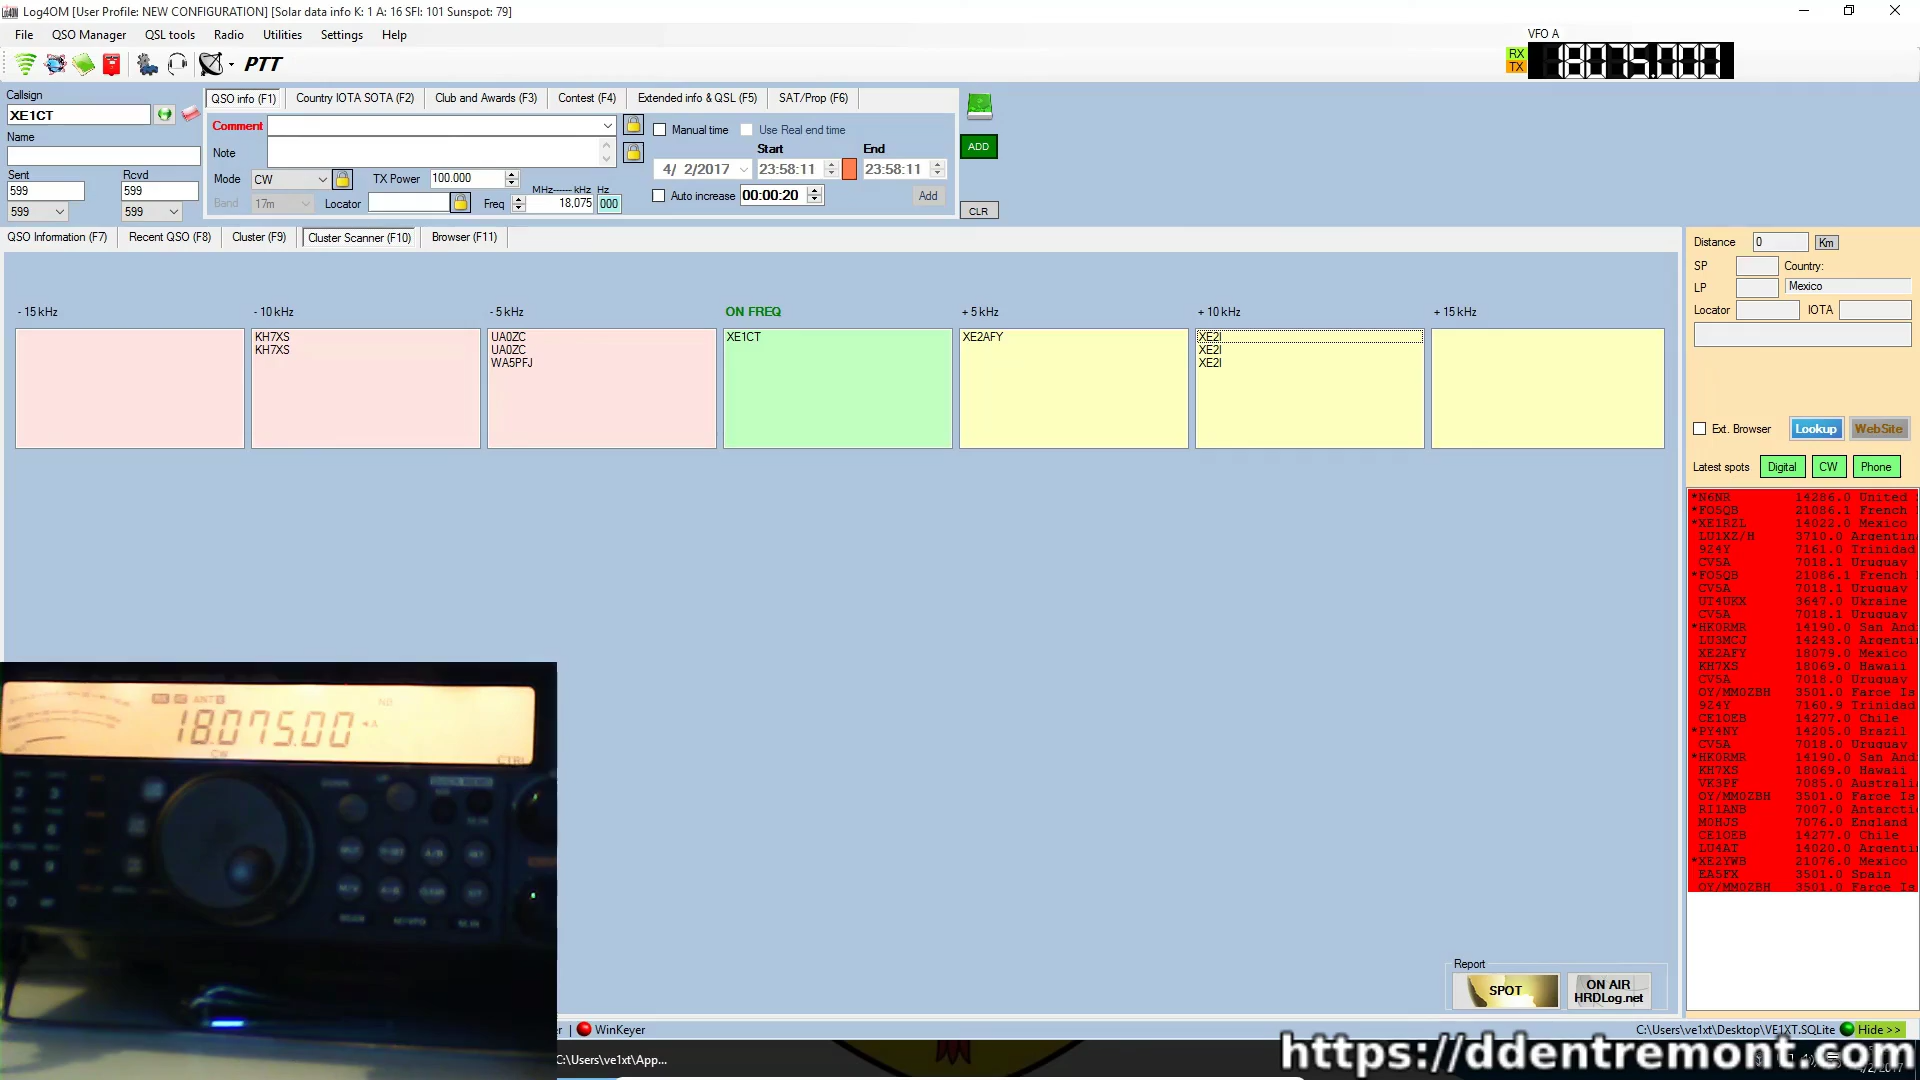 Log4OM [User Profile: NEW CONFIGURATION] [Solar data info K: 1 A: 16 SFI: 101 Sunspot: 79]
File QSO Manager QSL tools Radio Utilities Settings Help
VFO A
PTT
RX
TX
18075.000
Callsign
XE1CT
Name
Sent Rcvd
599 599
599 599
QSO info (F1) Country IOTA SOTA (F2) Club and Awards (F3) Contest (F4) Extended info & QSL (F5) SAT/Prop (F6)
Comment
Note
Mode CW TX Power 100.000
Band 17m Locator Freq MHz------ kHz Hz
18,075 000
Manual time Use Real end time
Start End
4/ 2/2017 23:58:11 23:58:11
Auto increase 00:00:20 Add
ADD
CLR
QSO Information (F7) Recent QSO (F8) Cluster (F9) Cluster Scanner (F10) Browser (F11)
- 15 kHz - 10 kHz - 5 kHz ON FREQ + 5 kHz + 10 kHz + 15 kHz
KH7XS UA0ZC XE1CT XE2AFY XE2I
KH7XS UA0ZC XE2I
WA5PFJ XE2I
Distance 0 Km
SP Country:
LP Mexico
Locator IOTA
Ext. Browser Lookup WebSite
Latest spots Digital CW Phone
*N6NR 14286.0 United
*FO5QB 21086.1 French
*XE1RZL 14022.0 Mexico
LU1XZ/H 3710.0 Argentin
9Z4Y 7161.0 Trinidad
CV5A 7018.1 Uruguay
*FO5QB 21086.1 French
CV5A 7018.1 Uruguay
UT4UKX 3647.0 Ukraine
CV5A 7018.1 Uruguay
*HK0RMR 14190.0 San And
LU3MCJ 14243.0 Argenti
XE2AFY 18079.0 Mexico
KH7XS 18069.0 Hawaii
CV5A 7018.0 Uruguay
OY/MM0ZBH 3501.0 Faroe Is
9Z4Y 7160.9 Trinidad
CE1OEB 14277.0 Chile
*PY4NY 14205.0 Brazil
CV5A 7018.0 Uruguay
*HK0RMR 14190.0 San And
KH7XS 18069.0 Hawaii
VK3PF 7085.0 Australi
OY/MM0ZBH 3501.0 Faroe Is
RI1ANB 7007.0 Antarcti
M0HJS 7076.0 England
CE1OEB 14277.0 Chile
LU4AT 14020.0 Argenti
*XE2YWB 21076.0 Mexico
EA5FX 3501.0 Spain
OY/MM0ZBH 3501.0 Faroe Is
ANT
18.075.00 A
CW
CTRL
Report
SPOT ON AIR
HRDLog.net
er | WinKeyer
C:\Users\ve1xt\Desktop\VE1XT.SQLite Hide >>
C:\Users\ve1xt\App...
https://ddentremont.com